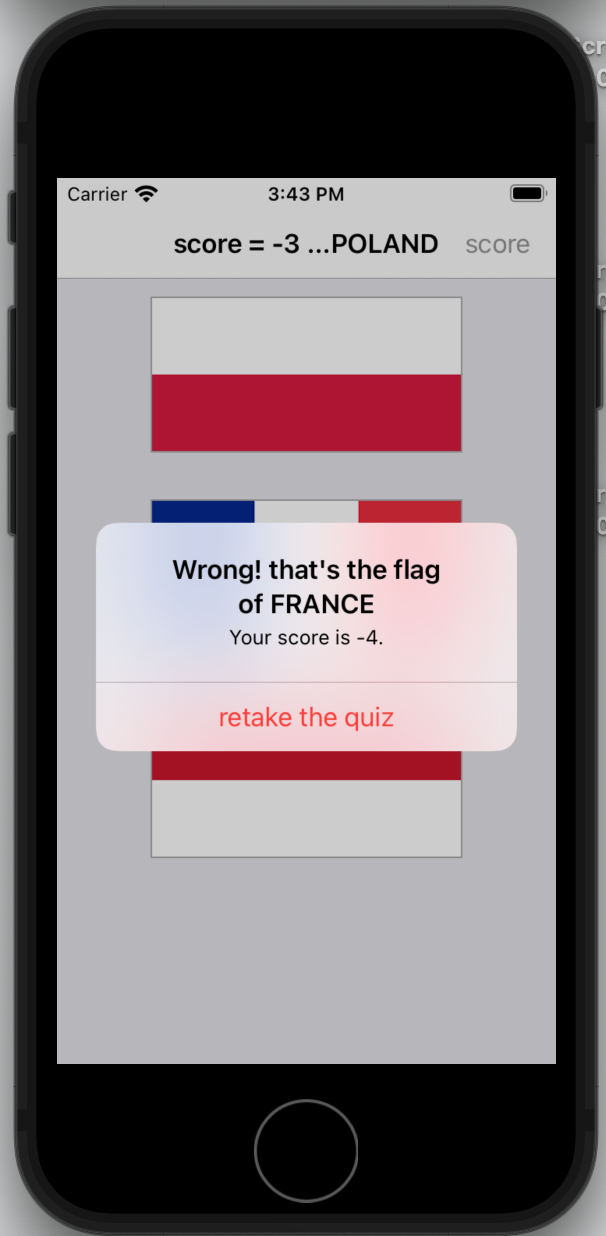 Carrier 3:43 PM
score = -3 ...POLAND score
Wrong! that's the flag
of FRANCE
Your score is -4.
retake the quiz